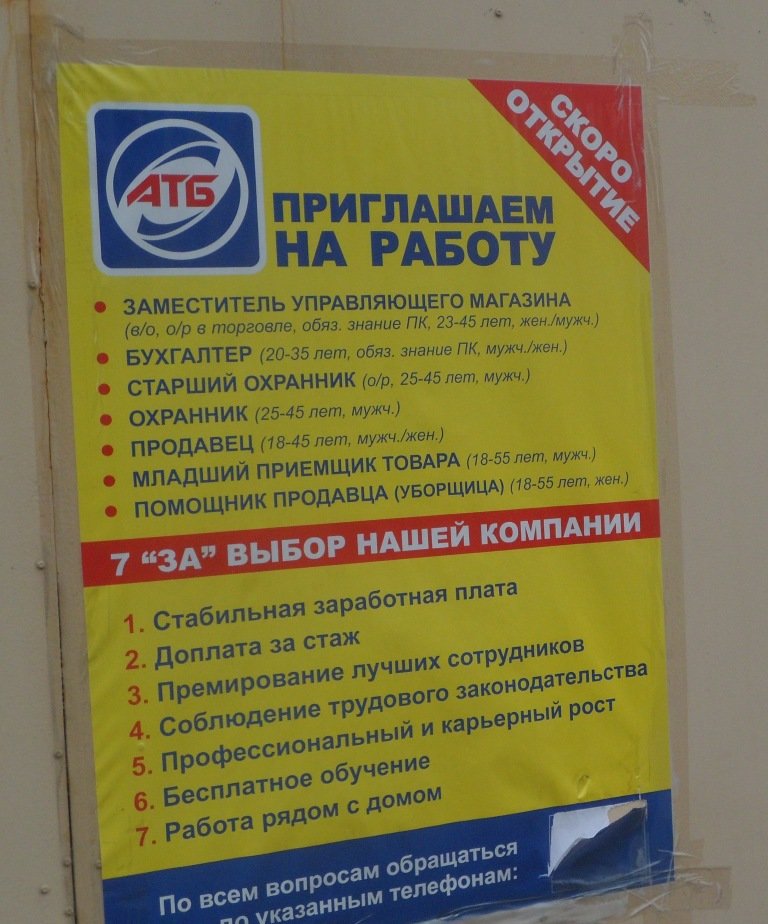 СКОРО
ОТКРЫТИЕ
АТБ
ПРИГЛАШАЕМ
НА РАБОТУ
• ЗАМЕСТИТЕЛЬ УПРАВЛЯЮЩЕГО МАГАЗИНА
(в/о, о/р в торговле, обяз. знание ПК, 23-45 лет, жен./мужч.)
• БУХГАЛТЕР (20-35 лет, обяз. знание ПК, мужч./жен.)
• СТАРШИЙ ОХРАННИК (о/р, 25-45 лет, мужч.)
• ОХРАННИК (25-45 лет, мужч.)
• ПРОДАВЕЦ (18-45 лет, мужч./жен.)
• МЛАДШИЙ ПРИЕМЩИК ТОВАРА (18-55 лет, мужч.)
• ПОМОЩНИК ПРОДАВЦА (УБОРЩИЦА) (18-55 лет, жен.)
7 “ЗА” ВЫБОР НАШЕЙ КОМПАНИИ
1. Стабильная заработная плата
2. Доплата за стаж
3. Премирование лучших сотрудников
4. Соблюдение трудового законодательства
5. Профессиональный и карьерный рост
6. Бесплатное обучение
7. Работа рядом с домом
По всем вопросам обращаться
по указанным телефонам: